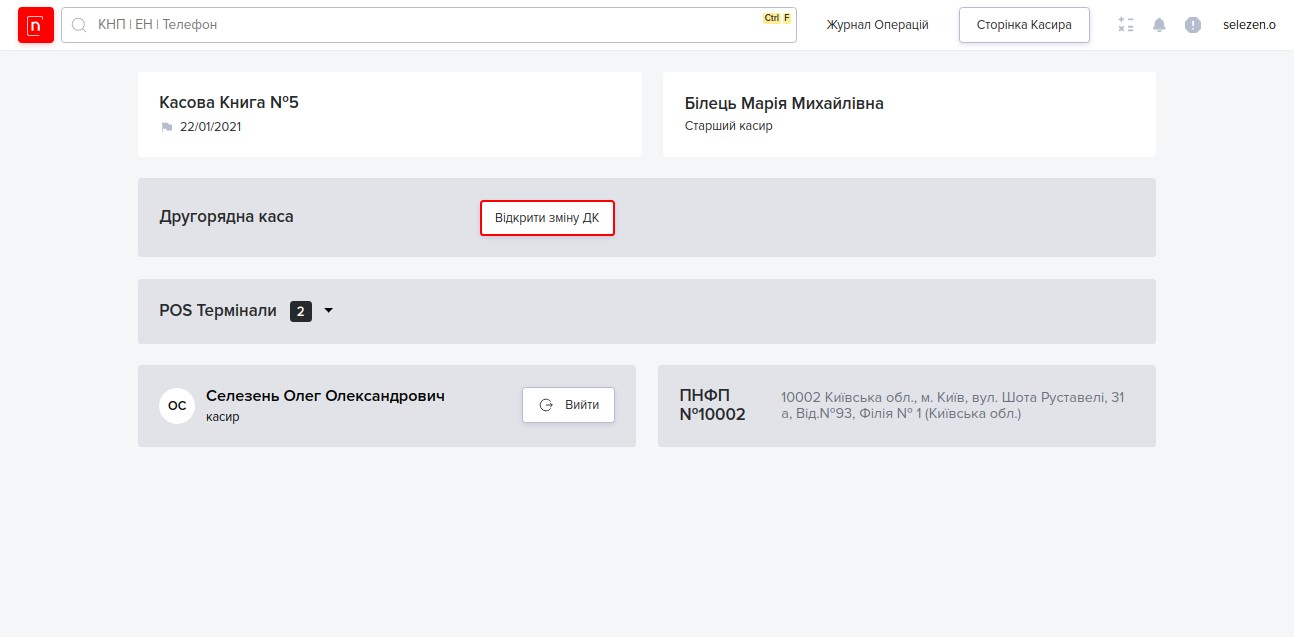 n
КНП | ЕН | Телефон
Ctrl F
Журнал Операцій
Сторінка Касира
selezen.o
Касова Книга №5
22/01/2021
Білець Марія Михайлівна
Старший касир
Другорядна каса
Відкрити зміну ДК
POS Термінали 2
ОС
Селезень Олег Олександрович
касир
Вийти
ПНФП
№10002
10002 Київська обл., м. Київ, вул. Шота Руставелі, 31
а, Від.№93, Філія № 1 (Київська обл.)